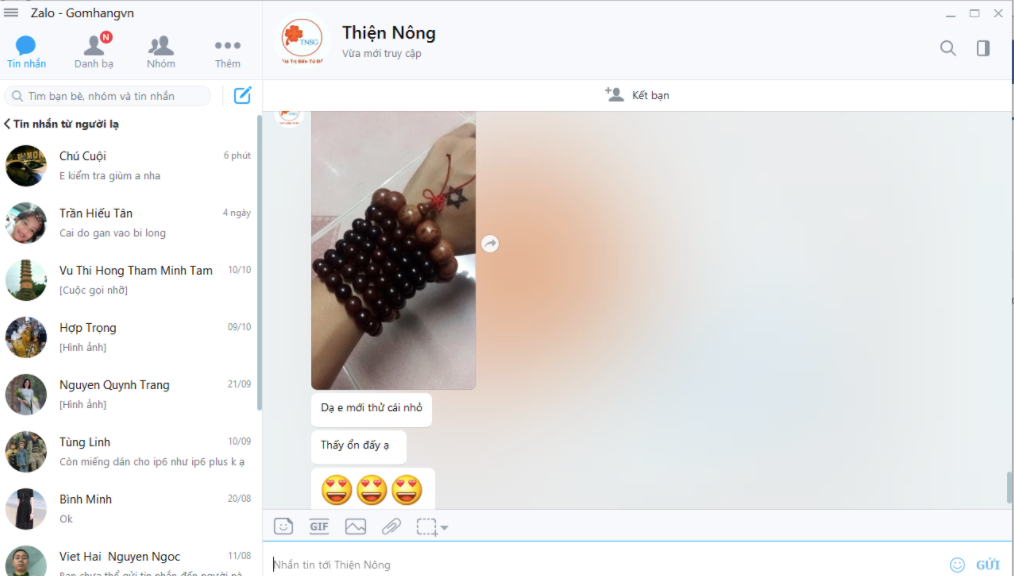 Zalo - Gomhangvn
Tin nhắn
Danh bạ
N
Nhóm
Thêm
Tìm bạn bè, nhóm và tin nhắn
Tin nhắn từ người lạ
Chú Cuội
6 phút
E kiểm tra giùm a nha
Trần Hiếu Tân
4 ngày
Cai do gan vao bi long
Vu Thi Hong Tham Minh Tam
10/10
[Cuộc gọi nhỡ]
Hợp Trọng
09/10
[Hình ảnh]
Nguyen Quynh Trang
21/09
[Hình ảnh]
Tùng Linh
10/09
Còn miếng dán cho ip6 như ip6 plus k ạ
Bình Minh
20/08
Ok
Viet Hai Nguyen Ngoc
11/08
Bạn chưa thể gửi tin nhắn đến người nà...
TNSG
Thiện Nông
Vừa mới truy cập
Kết bạn
Dạ e mới thử cái nhỏ
Thấy ổn đấy ạ
GIF
Nhắn tin tới Thiện Nông
GỬI